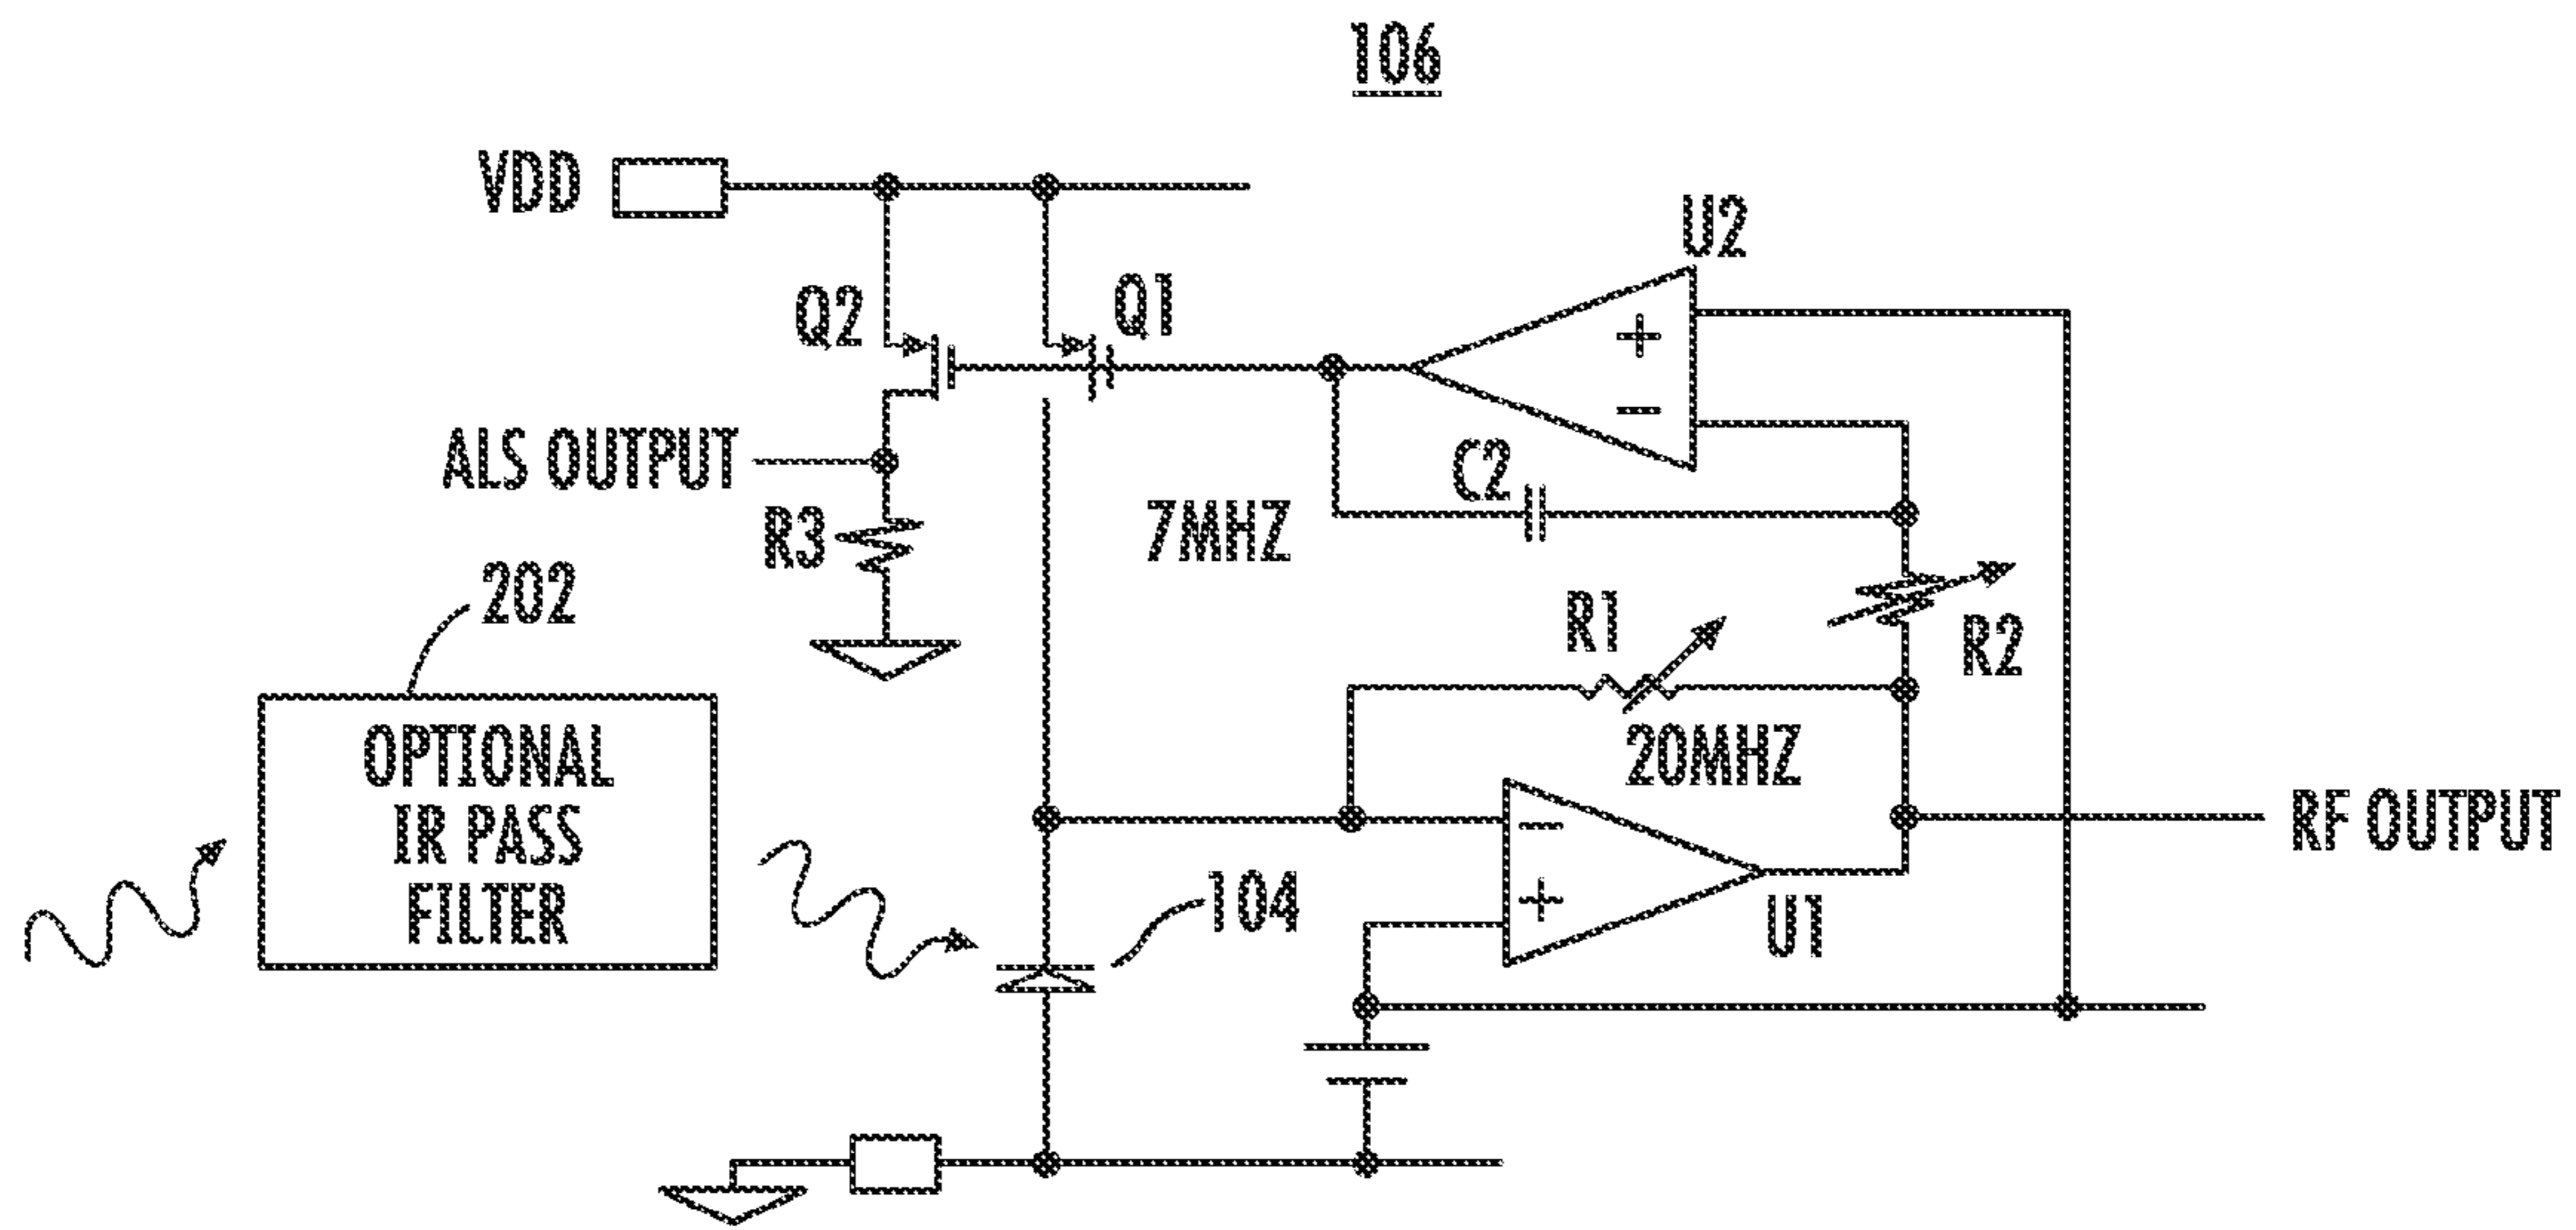 106
VDD
U2
Q2
Q1
+
−
ALS OUTPUT
C2
R3
7MHZ
202
R1
R2
OPTIONAL
IR PASS
FILTER
20MHZ
−
RF OUTPUT
+
104
U1